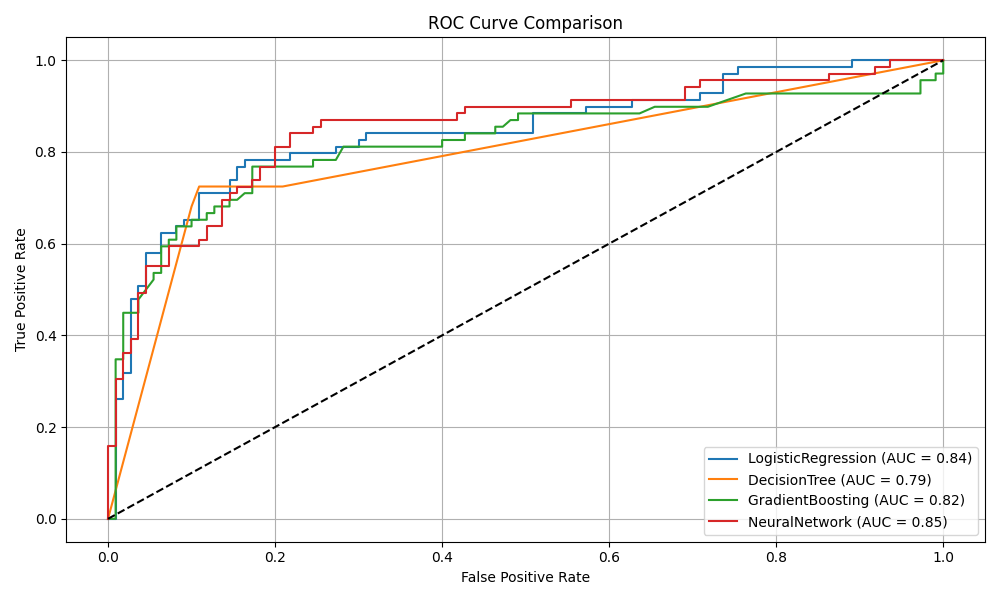 ROC Curve Comparison
True Positive Rate
1.0
0.8
0.6
0.4
0.2
0.0
LogisticRegression (AUC = 0.84)
DecisionTree (AUC = 0.79)
GradientBoosting (AUC = 0.82)
NeuralNetwork (AUC = 0.85)
0.0 0.2 0.4 0.6 0.8 1.0
False Positive Rate